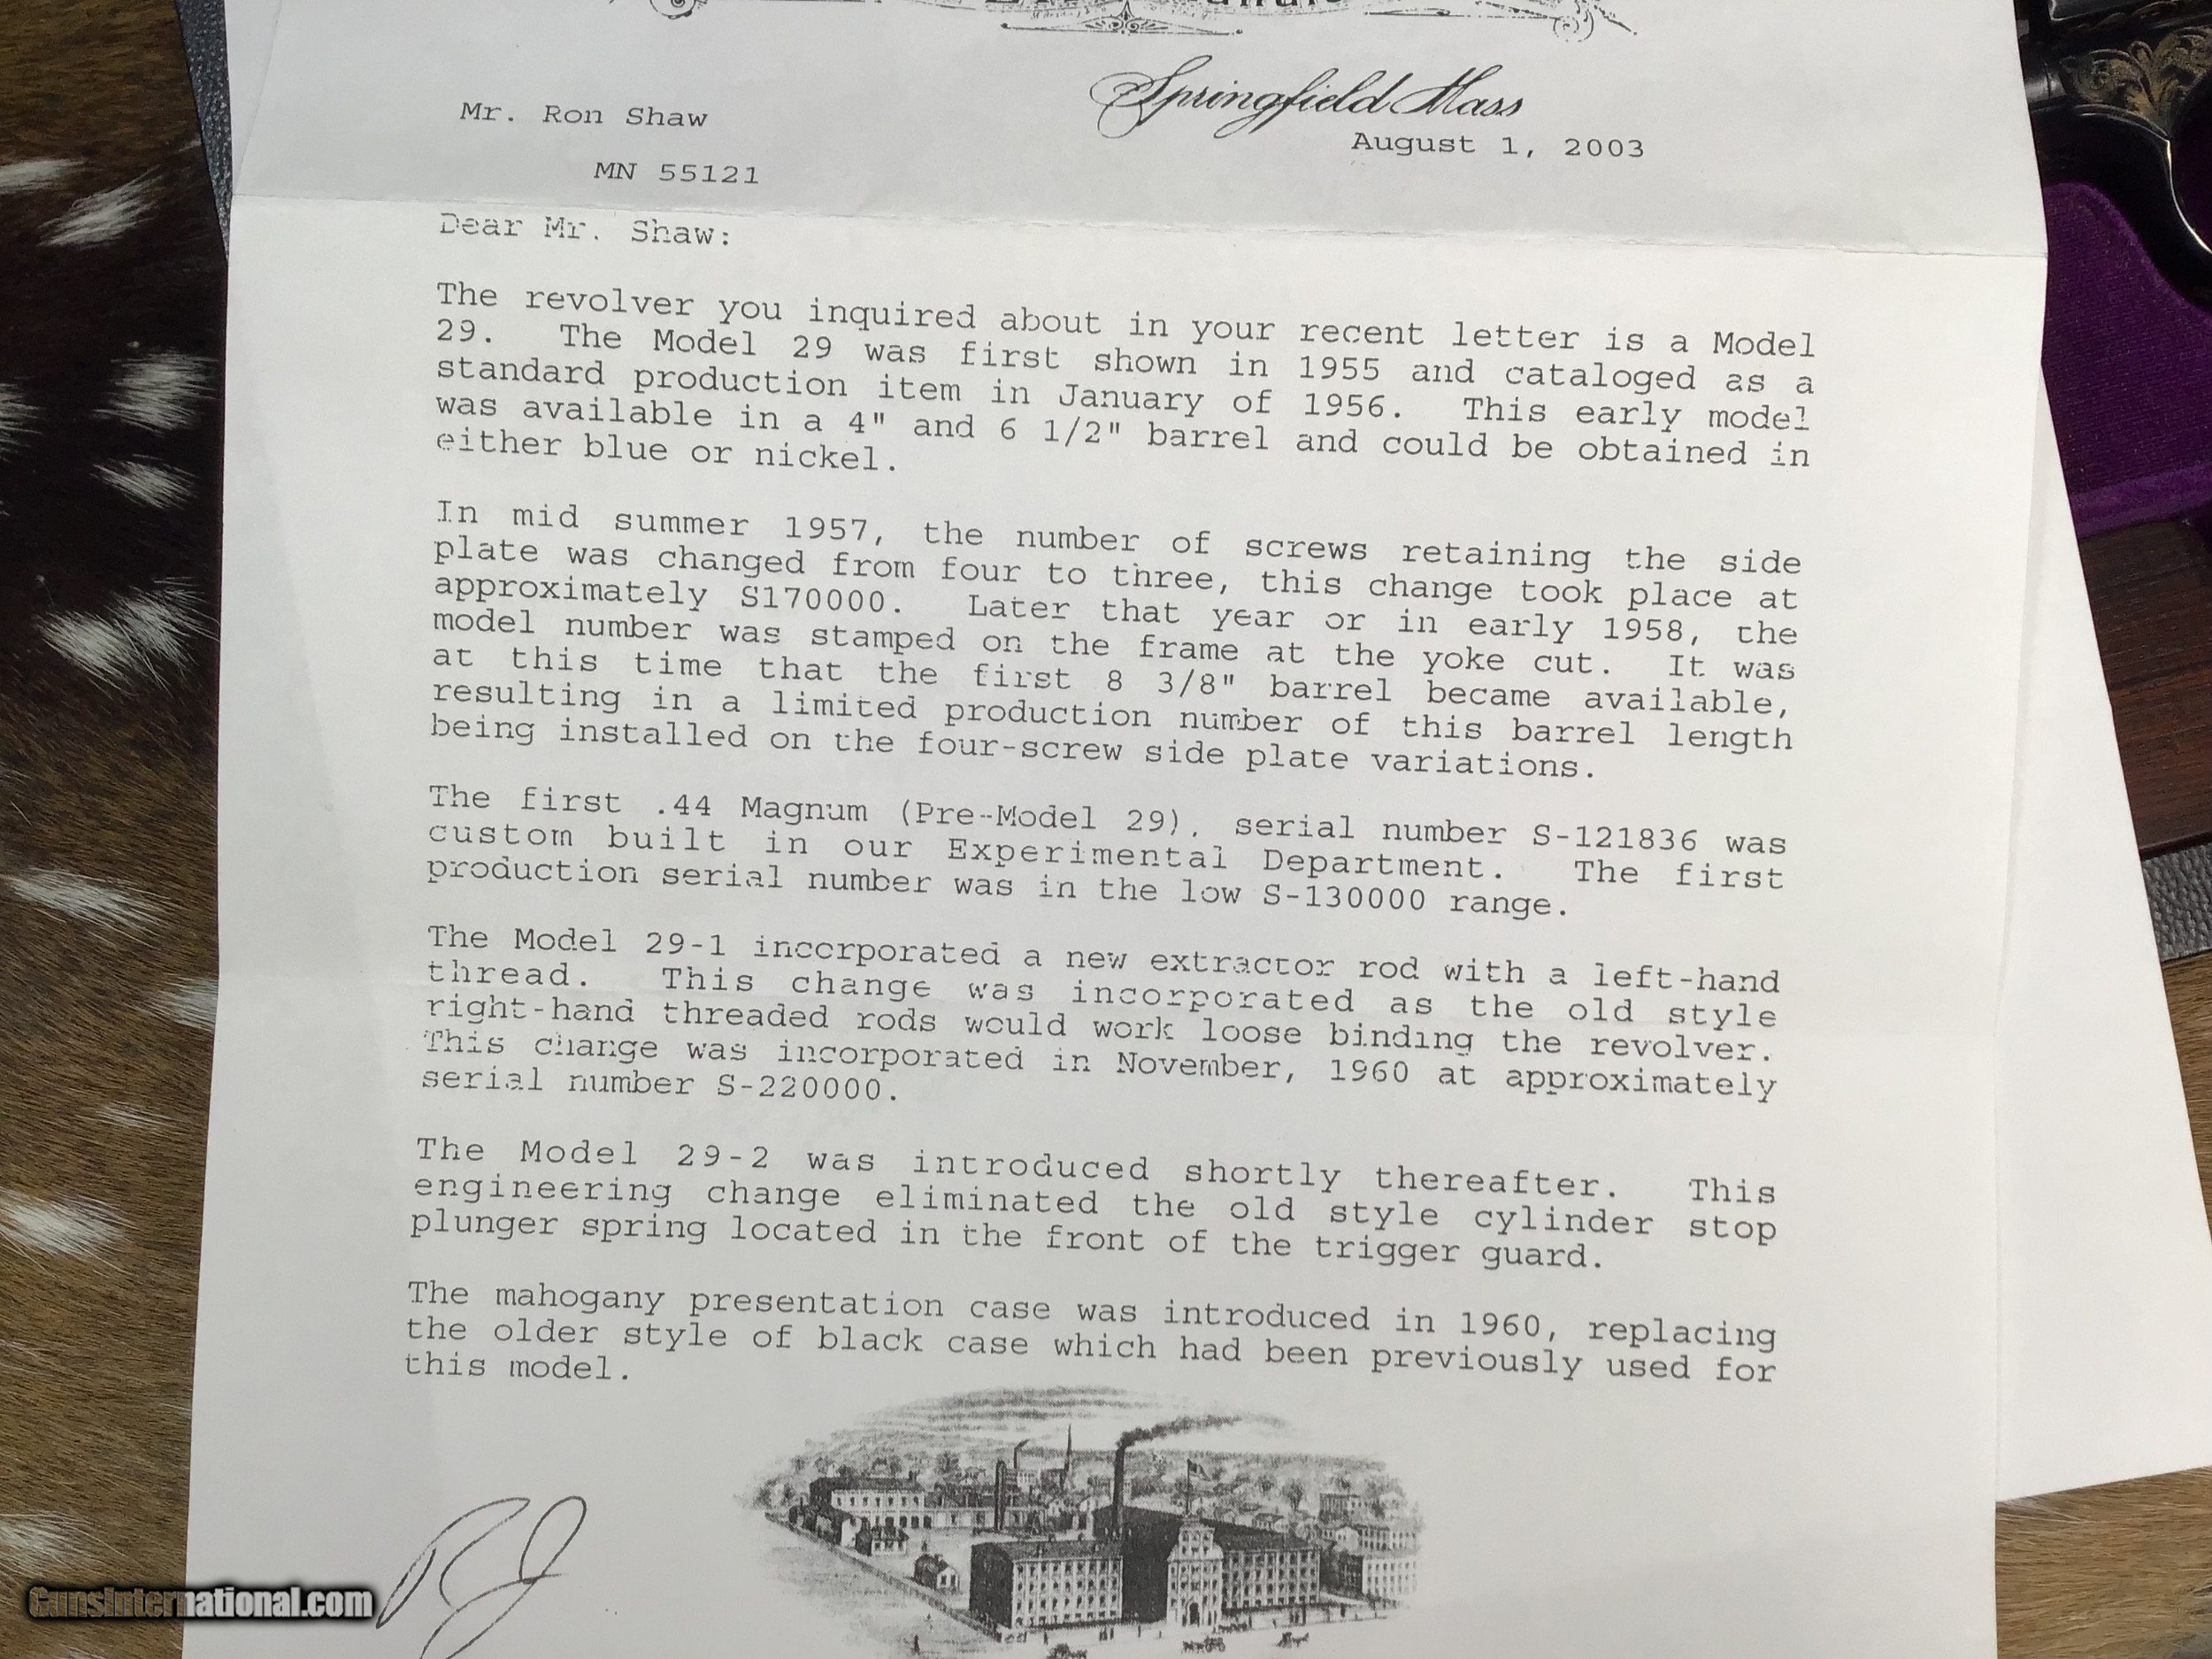 Springfield Mass
Mr. Ron Shaw
August 1, 2003
MN 55121
Dear Mr. Shaw:
The revolver you inquired about in your recent letter is a Model
29. The Model 29 was first shown in 1955 and cataloged as a
standard production item in January of 1956. This early model
was available in a 4" and 6 1/2" barrel and could be obtained in
either blue or nickel.
In mid summer 1957, the number of screws retaining the side
plate was changed from four to three, this change took place at
approximately S170000. Later that year or in early 1958, the
model number was stamped on the frame at the yoke cut. It was
at this time that the first 8 3/8" barrel became available,
resulting in a limited production number of this barrel length
being installed on the four-screw side plate variations.
The first .44 Magnum (Pre-Model 29), serial number S-121836 was
custom built in our Experimental Department. The first
production serial number was in the low S-130000 range.
The Model 29-1 incorporated a new extractor rod with a left-hand
thread. This change was incorporated as the old style
right-hand threaded rods would work loose binding the revolver.
This change was incorporated in November, 1960 at approximately
serial number S-220000.
The Model 29-2 was introduced shortly thereafter. This
engineering change eliminated the old style cylinder stop
plunger spring located in the front of the trigger guard.
The mahogany presentation case was introduced in 1960, replacing
the older style of black case which had been previously used for
this model.
GunsInternational.com